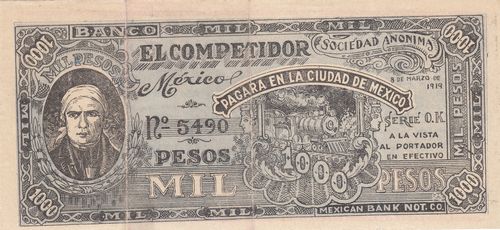 BANCO MIL MIL
1000
1000
EL COMPETIDOR
SOCIEDAD ANONIMA
MIL PESOS
México
PAGARA EN LA CIUDAD DE MEXICO
8 DE MARZO DE
1919
No. 5490
SERIE O.K.
A LA VISTA
AL PORTADOR
EN EFECTIVO
de
PESOS
MIL
MIL PESOS
MIL
1000
MIL 1000 PESOS
1000
MIL MIL
MEXICAN BANK NOT. CO.